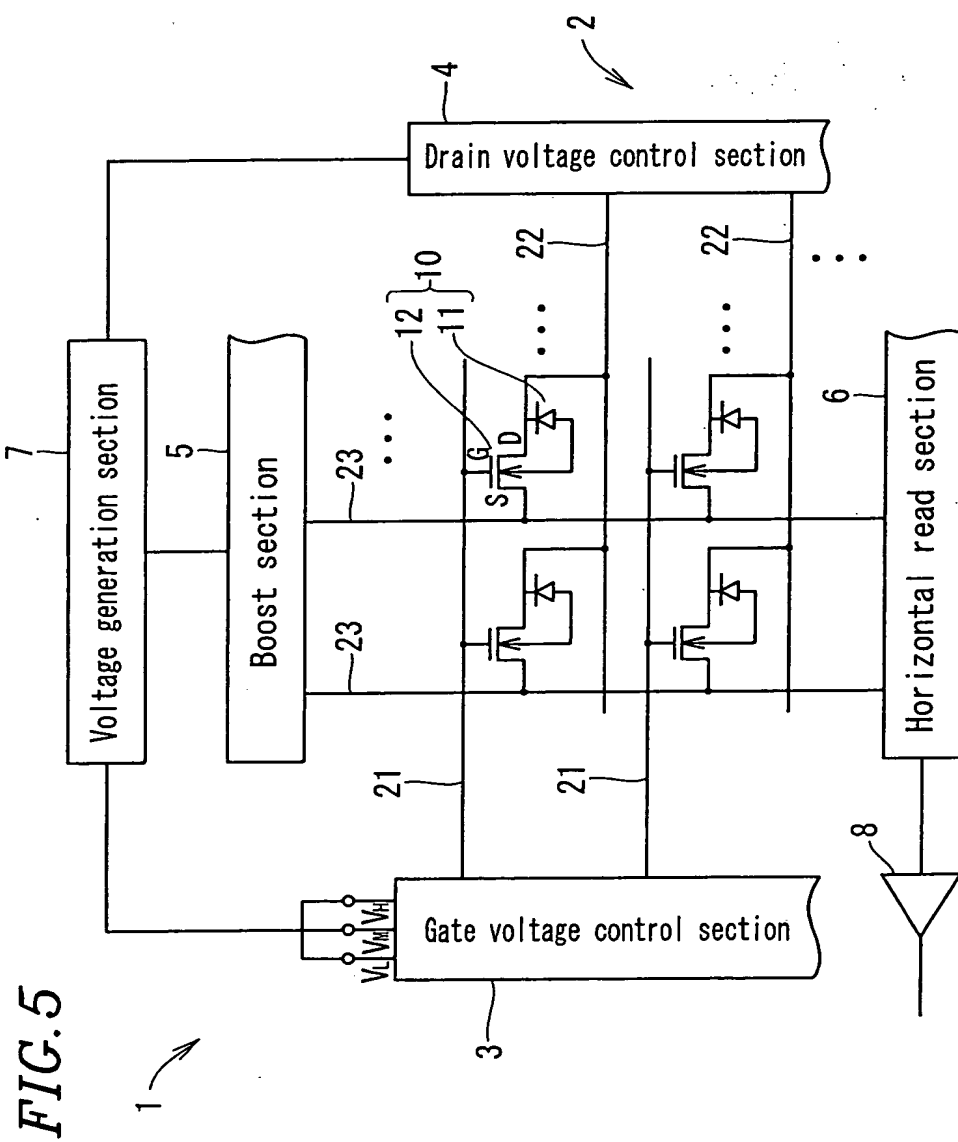 FIG.5
1
2
7
Voltage generation section
5
Boost section
4
Drain voltage control section
23
23
10
12
11
G
S
D
22
22
21
21
VL
VM
VH
Gate voltage control section
3
6
Horizontal read section
8